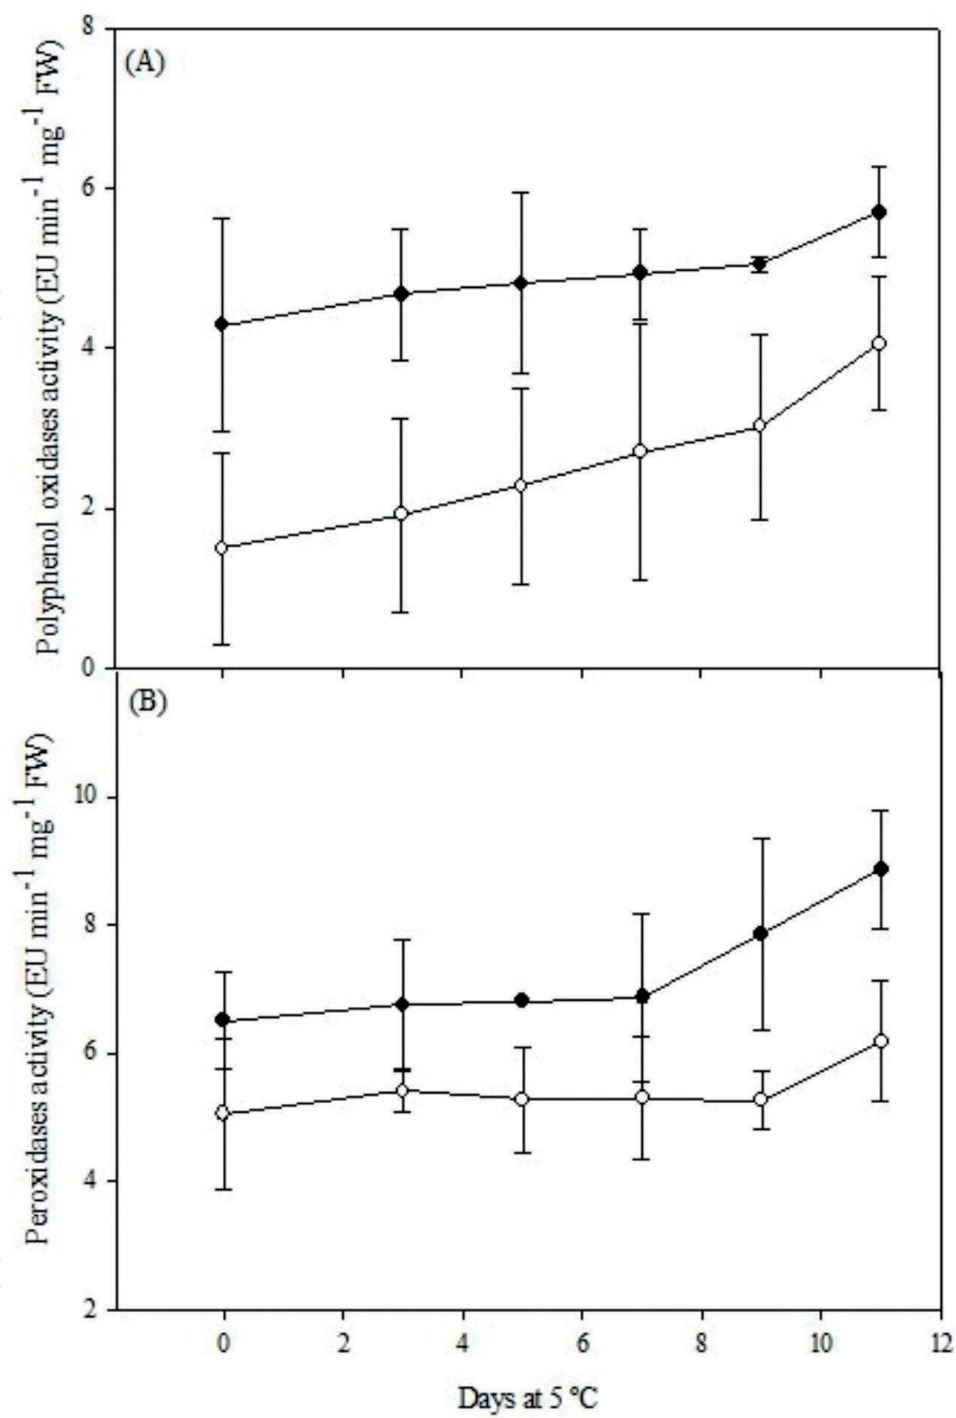 (A)
Polyphenol oxidases activity (EU min-1 mg-1 FW)
8
6
4
2
0
(B)
Peroxidases activity (EU min-1 mg-1 FW)
10
8
6
4
2
0 2 4 6 8 10 12
Days at 5 ºC